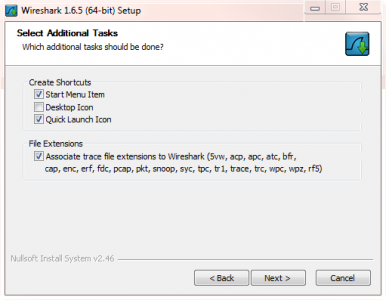 Wireshark 1.6.5 (64-bit) Setup
Select Additional Tasks
Which additional tasks should be done?
Create Shortcuts
Start Menu Item
Desktop Icon
Quick Launch Icon
File Extensions
Associate trace file extensions to Wireshark (5vw, acp, apc, atc, bfr,
cap, enc, erf, fdc, pcap, pkt, snoop, syc, tpc, tr1, trace, trc, wpc, wpz, rf5)
Nullsoft Install System v2.46
< Back
Next >
Cancel